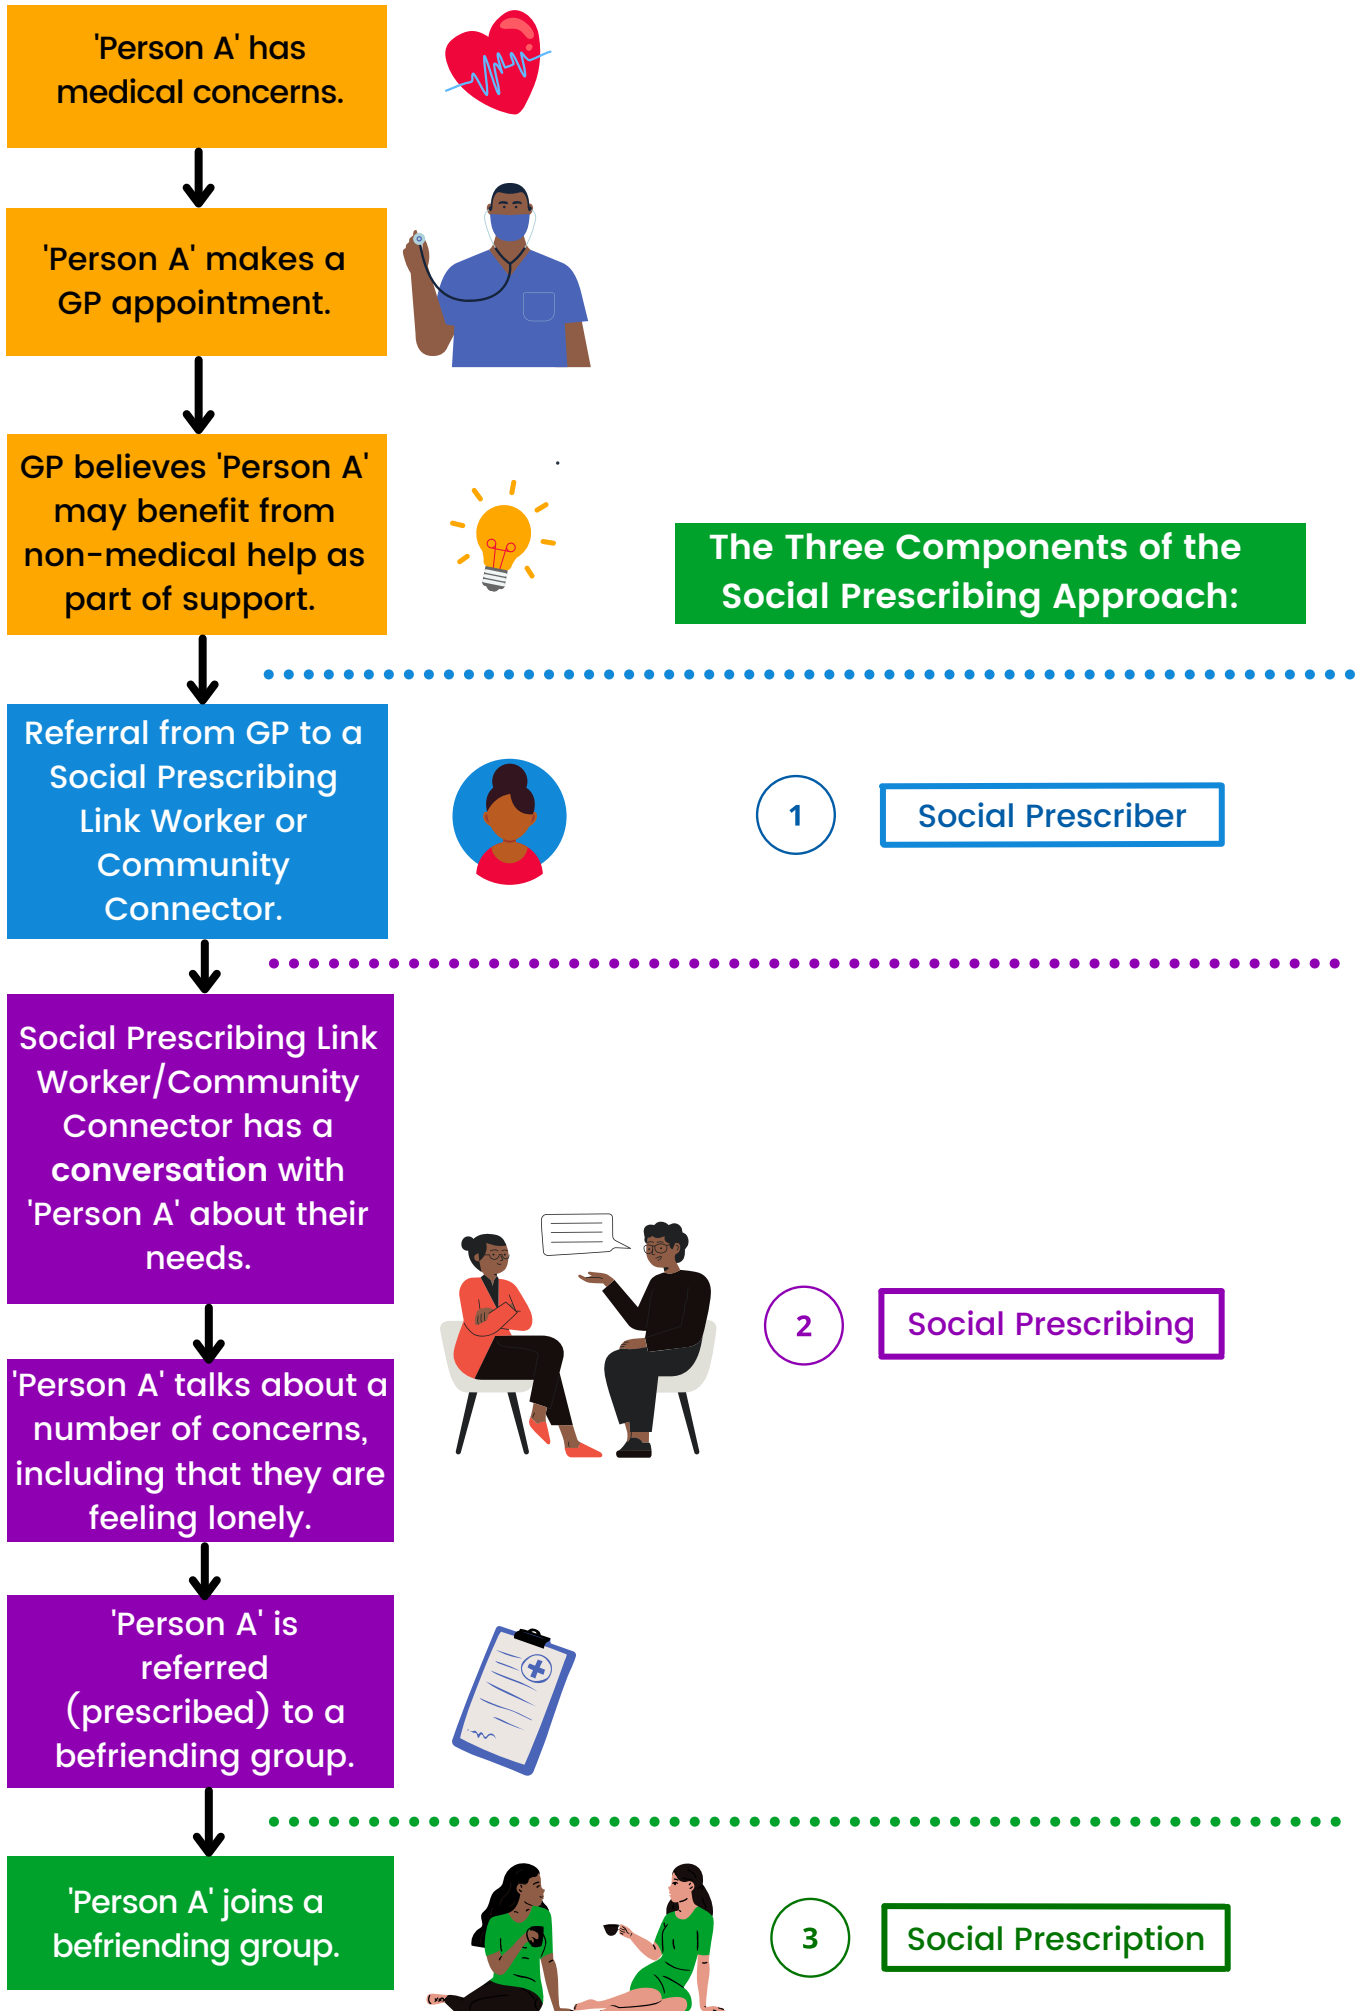 'Person A' has
medical concerns.
'Person A' makes a
GP appointment.
GP believes 'Person A'
may benefit from
non-medical help as
part of support.
The Three Components of the
Social Prescribing Approach:
Referral from GP to a
Social Prescribing
Link Worker or
Community
Connector.
1
Social Prescriber
Social Prescribing Link
Worker/Community
Connector has a
conversation with
'Person A' about their
needs.
2
Social Prescribing
'Person A' talks about a
number of concerns,
including that they are
feeling lonely.
'Person A' is
referred
(prescribed) to a
befriending group.
'Person A' joins a
befriending group.
3
Social Prescription